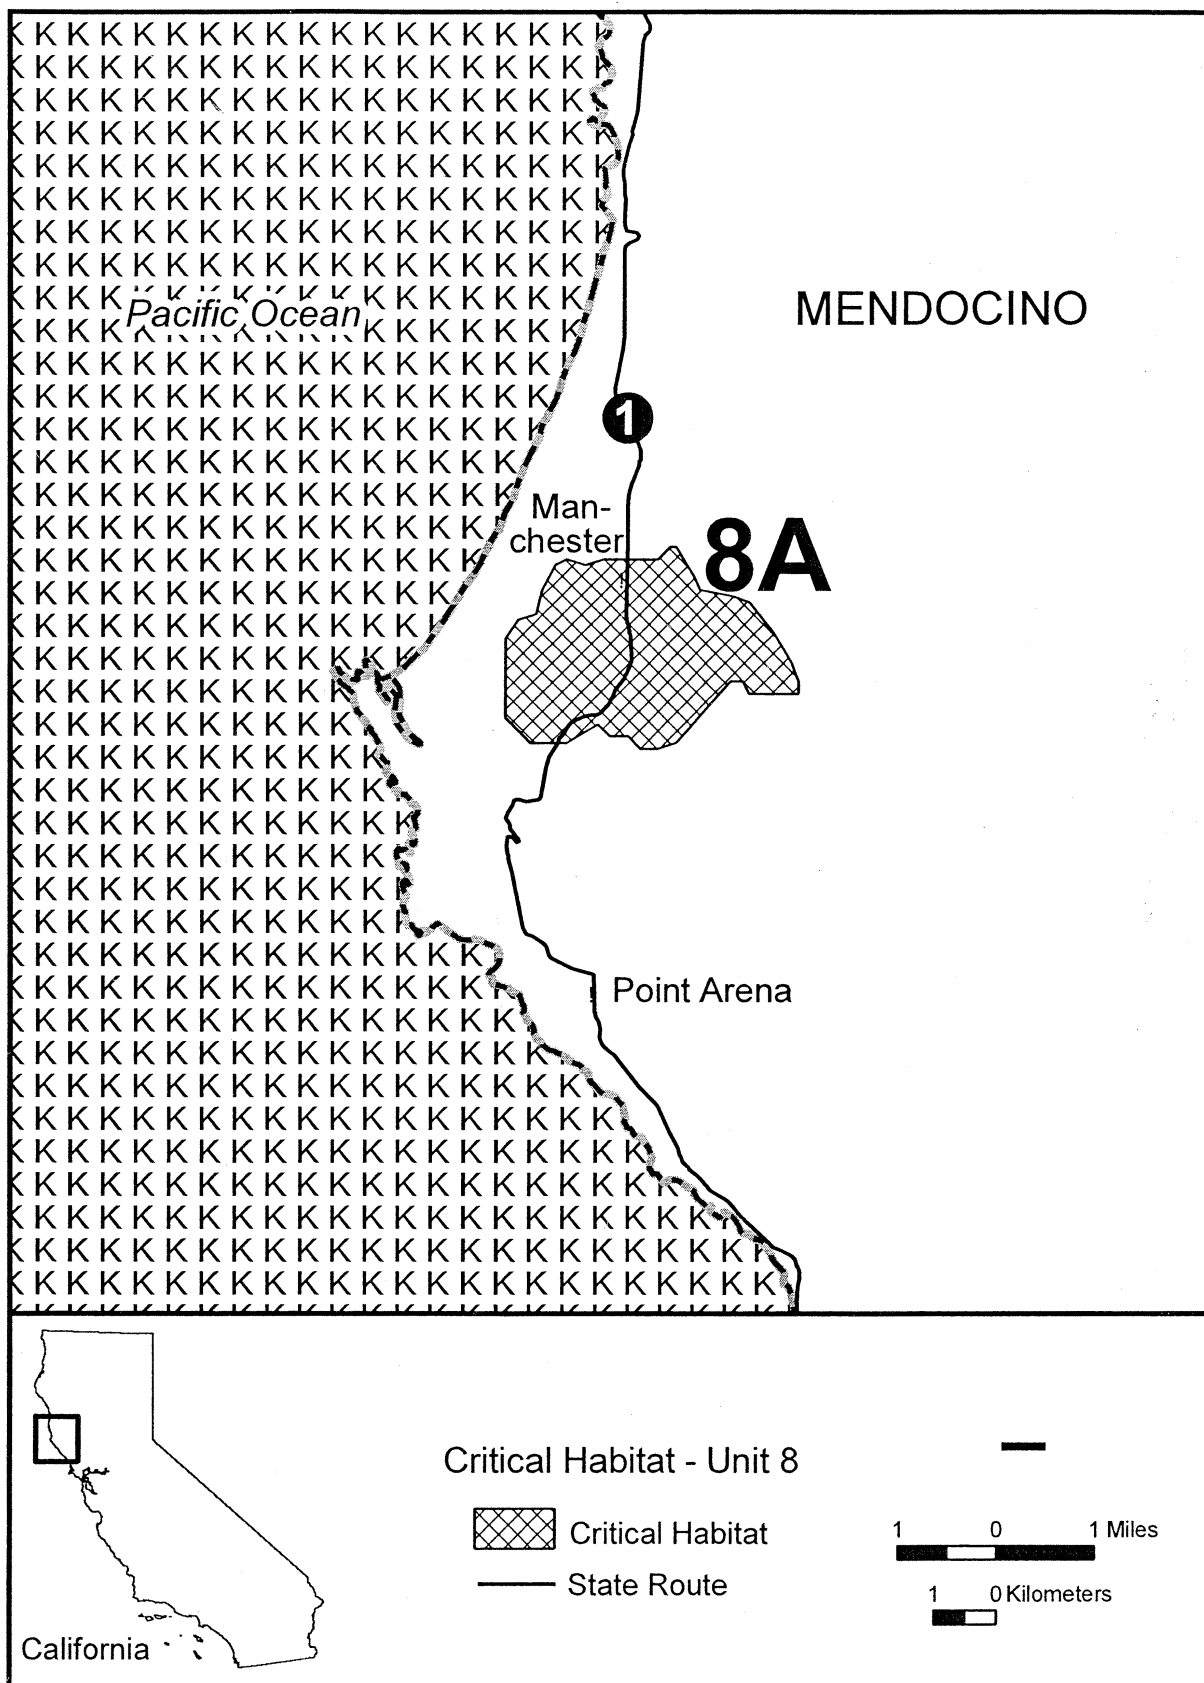 Pacific Ocean
MENDOCINO
1
Man-
chester
8A
Point Arena
Critical Habitat - Unit 8
Critical Habitat
State Route
1 0 1 Miles
1 0 Kilometers
California